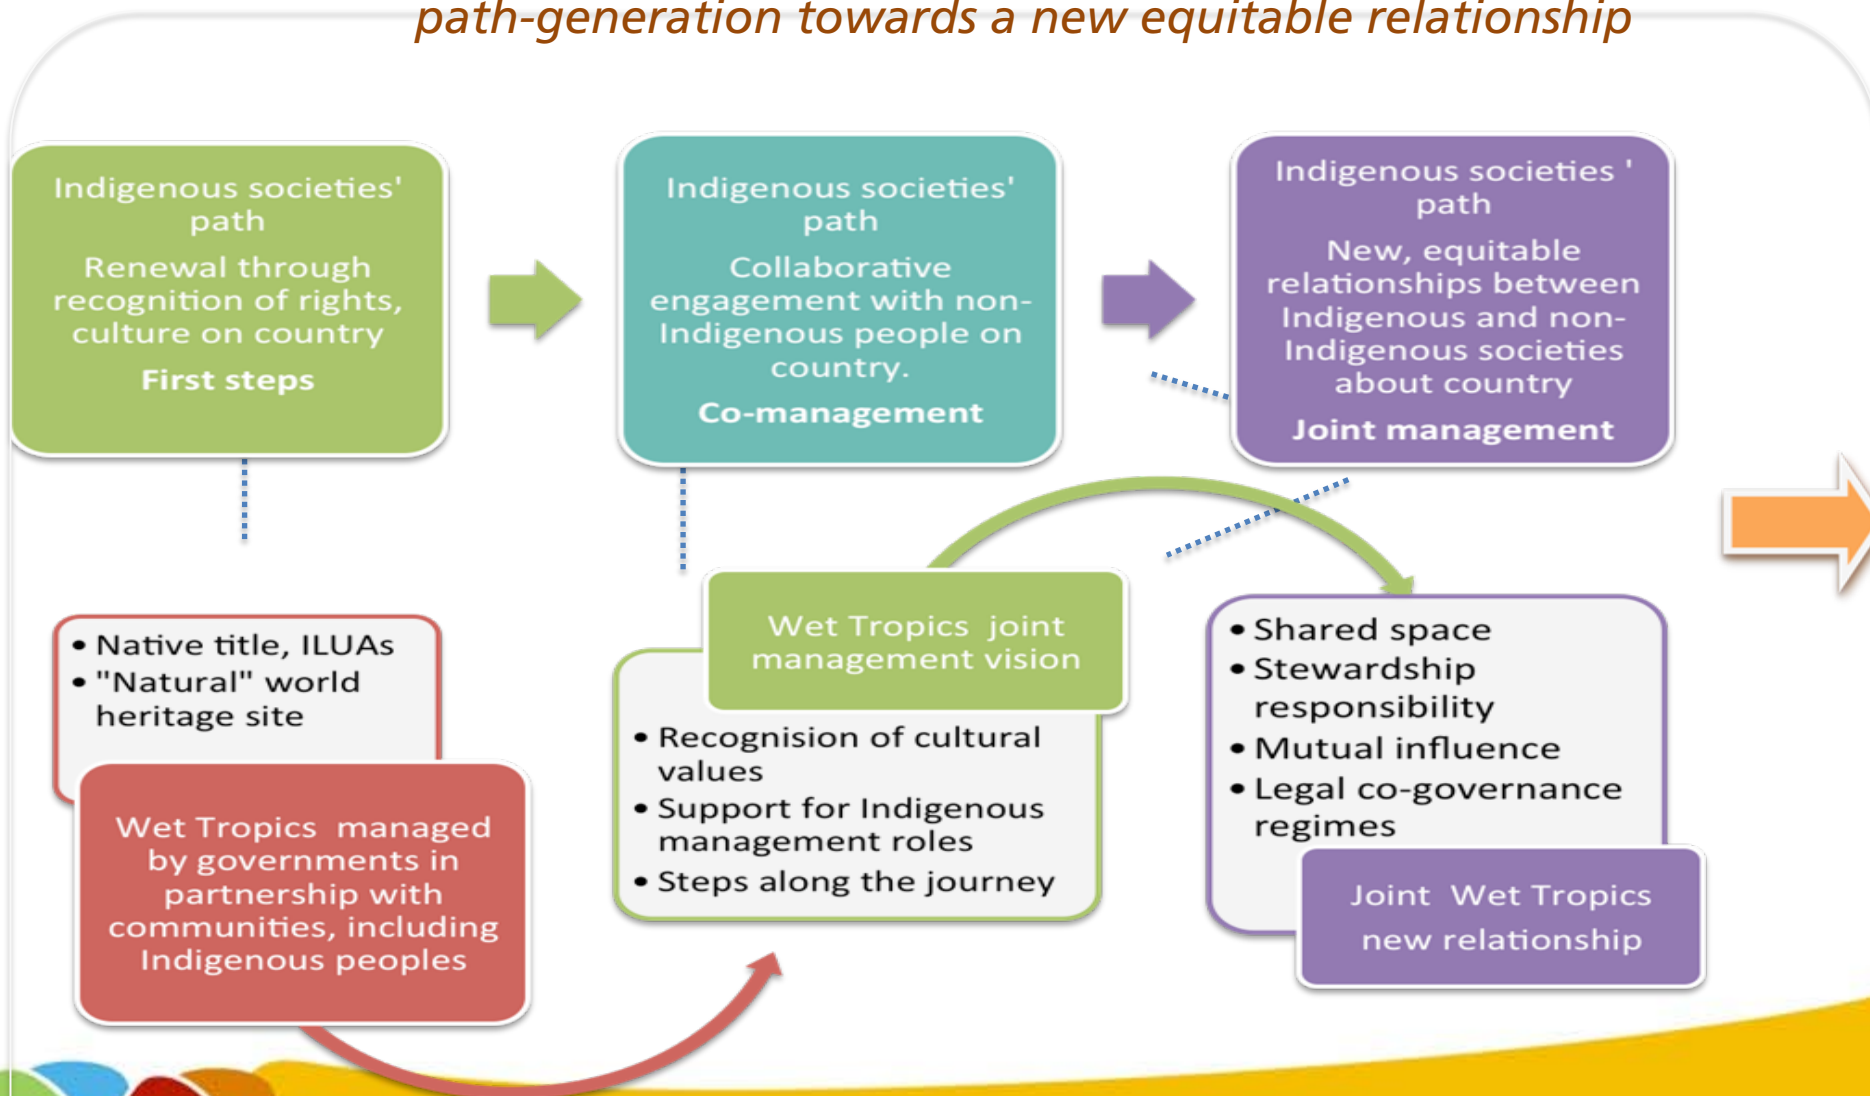 path-generation towards a new equitable relationship
Indigenous societies'
path
Renewal through
recognition of rights,
culture on country
First steps
Indigenous societies'
path
Collaborative
engagement with non-
Indigenous people on
country.
Co-management
Indigenous societies '
path
New, equitable
relationships between
Indigenous and non-
Indigenous societies
about country
Joint management
• Native title, ILUAs
• "Natural" world
heritage site
Wet Tropics managed
by governments in
partnership with
communities, including
Indigenous peoples
Wet Tropics joint
management vision
• Recognision of cultural
values
• Support for Indigenous
management roles
• Steps along the journey
• Shared space
• Stewardship
responsibility
• Mutual influence
• Legal co-governance
regimes
Joint Wet Tropics
new relationship